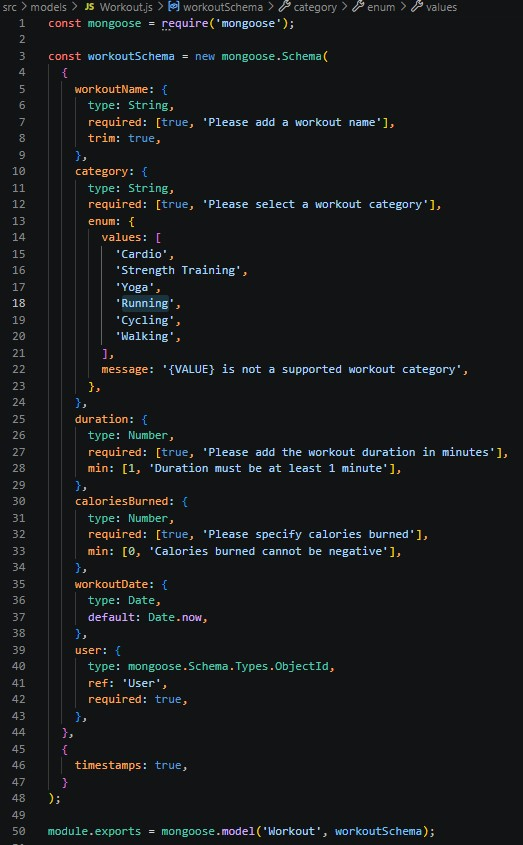 src > models > JS Workout.js > workoutSchema > category > enum > values
1 const mongoose = require('mongoose');
2
3 const workoutSchema = new mongoose.Schema(
4   {
5     workoutName: {
6       type: String,
7       required: [true, 'Please add a workout name'],
8       trim: true,
9     },
10     category: {
11       type: String,
12       required: [true, 'Please select a workout category'],
13       enum: {
14         values: [
15           'Cardio',
16           'Strength Training',
17           'Yoga',
18           'Running',
19           'Cycling',
20           'Walking',
21         ],
22         message: '{VALUE} is not a supported workout category',
23       },
24     },
25     duration: {
26       type: Number,
27       required: [true, 'Please add the workout duration in minutes'],
28       min: [1, 'Duration must be at least 1 minute'],
29     },
30     caloriesBurned: {
31       type: Number,
32       required: [true, 'Please specify calories burned'],
33       min: [0, 'Calories burned cannot be negative'],
34     },
35     workoutDate: {
36       type: Date,
37       default: Date.now,
38     },
39     user: {
40       type: mongoose.Schema.Types.ObjectId,
41       ref: 'User',
42       required: true,
43     },
44   },
45   {
46     timestamps: true,
47   }
48 );
49
50 module.exports = mongoose.model('Workout', workoutSchema);